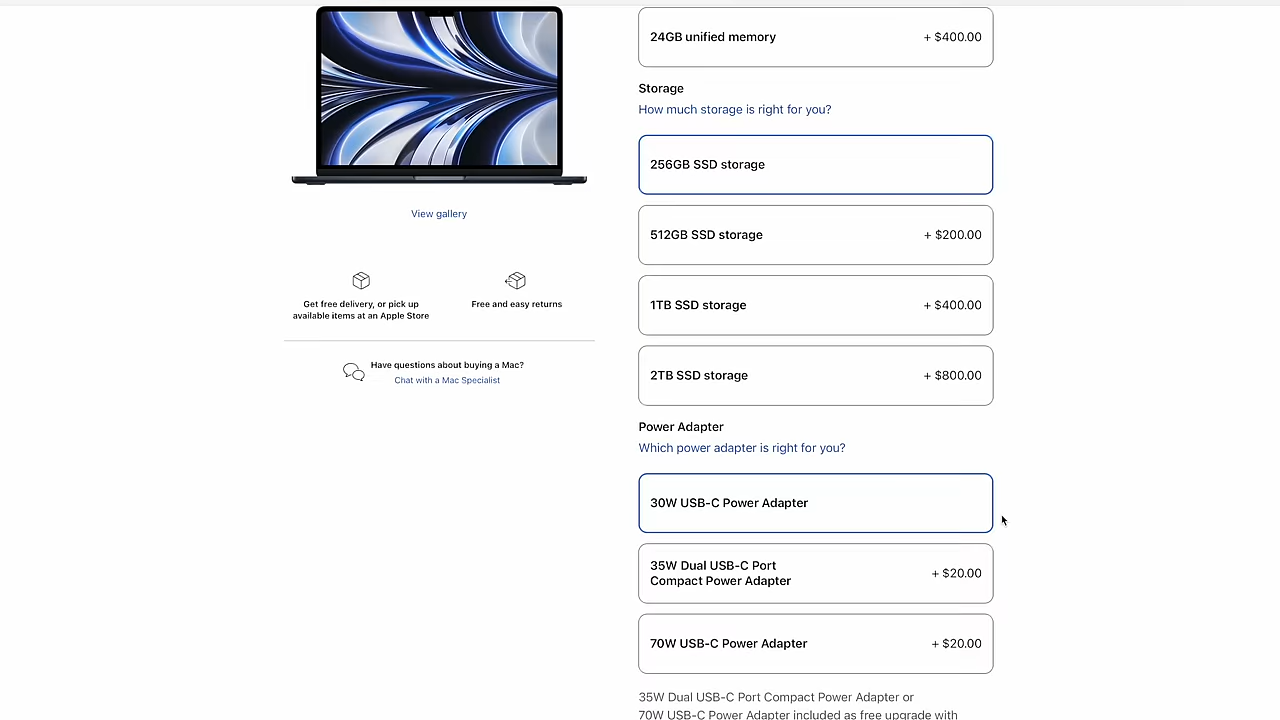 24GB unified memory + $400.00
Storage
How much storage is right for you?
256GB SSD storage
512GB SSD storage + $200.00
1TB SSD storage + $400.00
2TB SSD storage + $800.00
Power Adapter
Which power adapter is right for you?
30W USB-C Power Adapter
35W Dual USB-C Port
Compact Power Adapter + $20.00
70W USB-C Power Adapter + $20.00
35W Dual USB-C Port Compact Power Adapter or
70W USB-C Power Adapter included as free upgrade with
View gallery
Get free delivery, or pick up
available items at an Apple Store
Free and easy returns
Have questions about buying a Mac?
Chat with a Mac Specialist